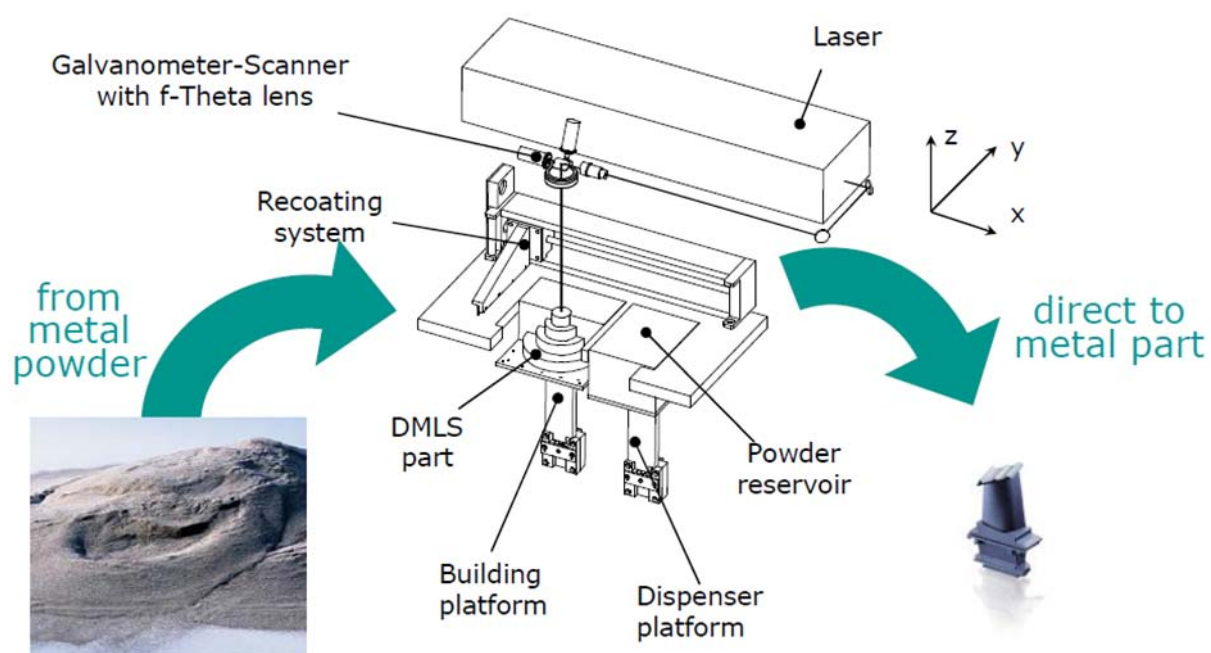 Laser
Galvanometer-Scanner
with f-Theta lens
z
y
x
Recoating
system
from
metal
powder
direct to
metal part
DMLS
part
Powder
reservoir
Building
platform
Dispenser
platform